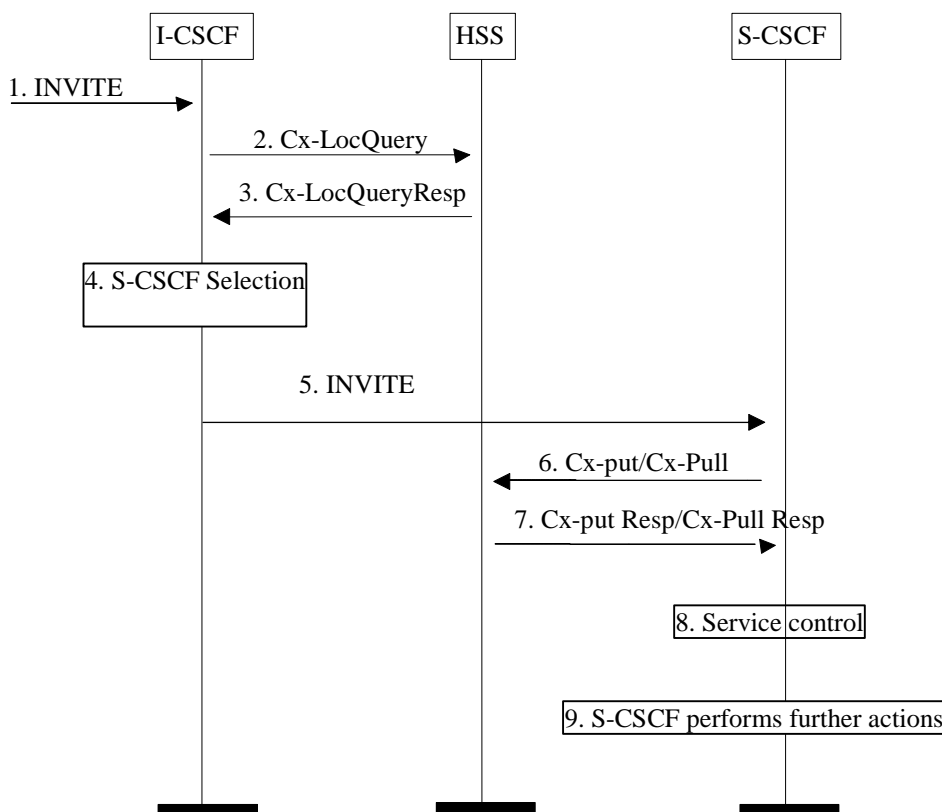 I-CSCF
HSS
S-CSCF
1. INVITE
2. Cx-LocQuery
3. Cx-LocQueryResp
4. S-CSCF Selection
5. INVITE
6. Cx-put/Cx-Pull
7. Cx-put Resp/Cx-Pull Resp
8. Service control
9. S-CSCF performs further actions